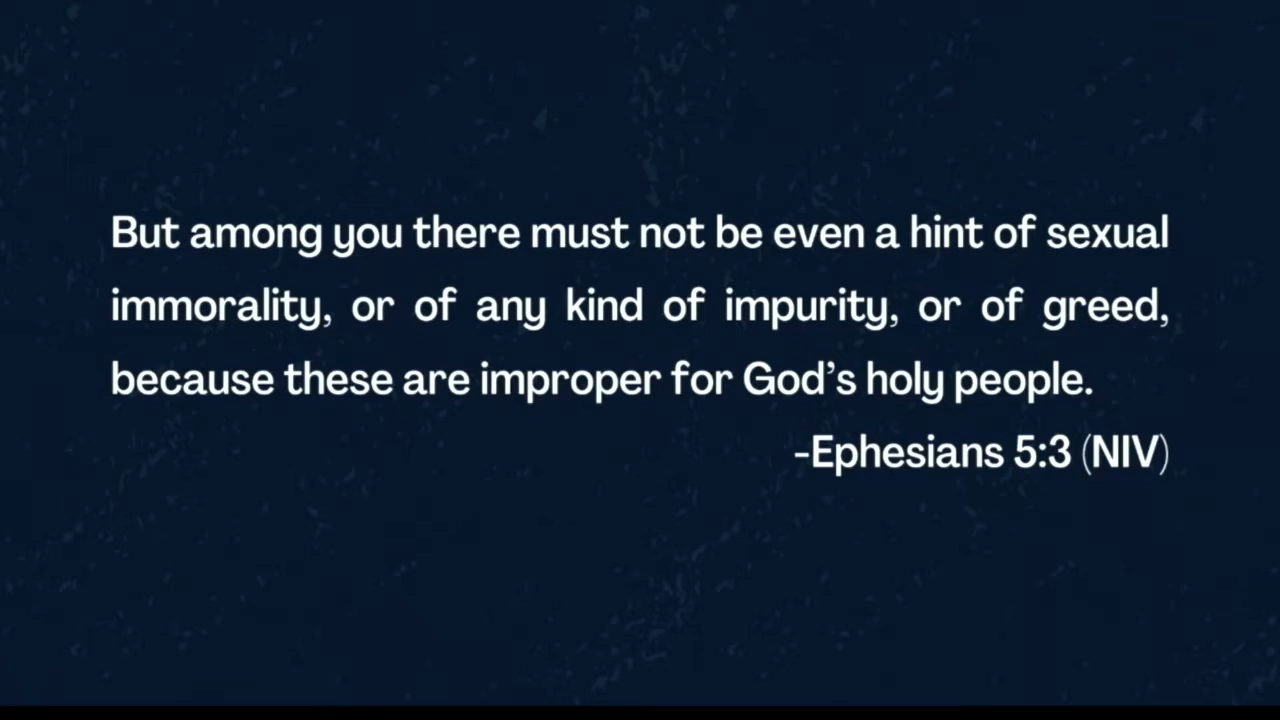 But among you there must not be even a hint of sexual
immorality, or of any kind of impurity, or of greed,
because these are improper for God’s holy people.
-Ephesians 5:3 (NIV)